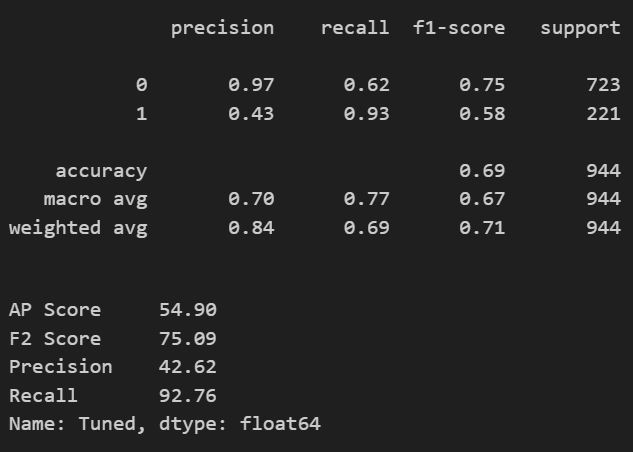 precision recall f1-score support
0 0.97 0.62 0.75 723
1 0.43 0.93 0.58 221
accuracy 0.69 944
macro avg 0.70 0.77 0.67 944
weighted avg 0.84 0.69 0.71 944
AP Score 54.90
F2 Score 75.09
Precision 42.62
Recall 92.76
Name: Tuned, dtype: float64